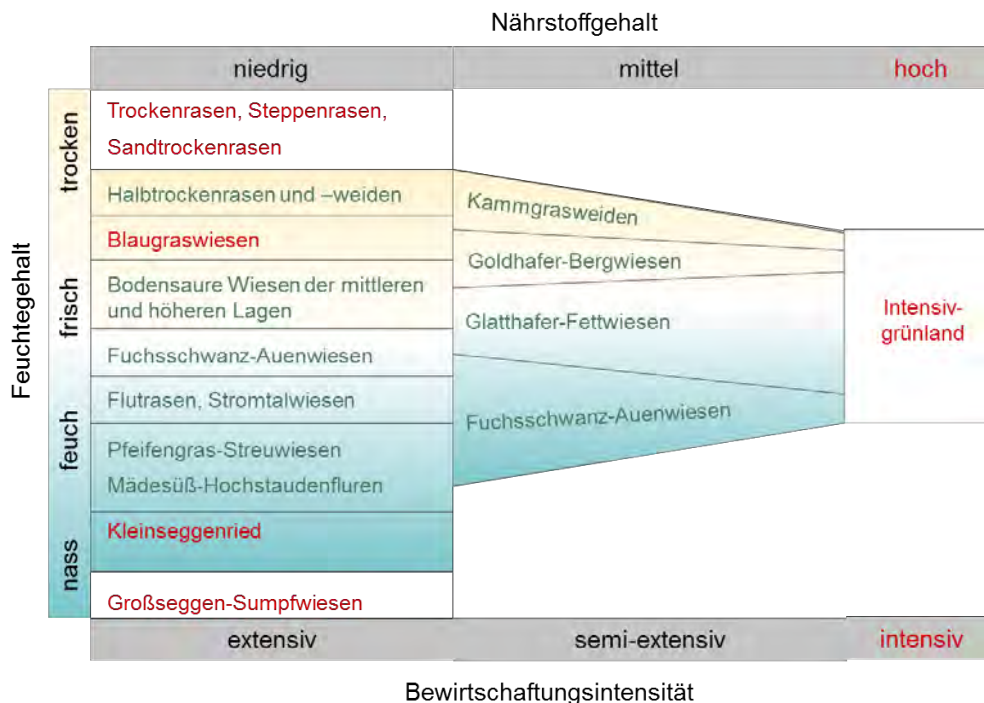 Nährstoffgehalt
niedrig
mittel
hoch
Feuchtegehalt
trocken
frisch
feuch
nass
Trockenrasen, Steppenrasen,
Sandtrockenrasen
Halbtrockenrasen und –weiden
Blaugraswiesen
Bodensaure Wiesen der mittleren
und höheren Lagen
Fuchsschwanz-Auenwiesen
Flutrasen, Stromtalwiesen
Pfeifengras-Streuwiesen
Mädesüß-Hochstaudenfluren
Kleinseggenried
Großseggen-Sumpfwiesen
Kammgrasweiden
Goldhafer-Bergwiesen
Glatthafer-Fettwiesen
Fuchsschwanz-Auenwiesen
Intensiv-
grünland
extensiv
semi-extensiv
intensiv
Bewirtschaftungsintensität